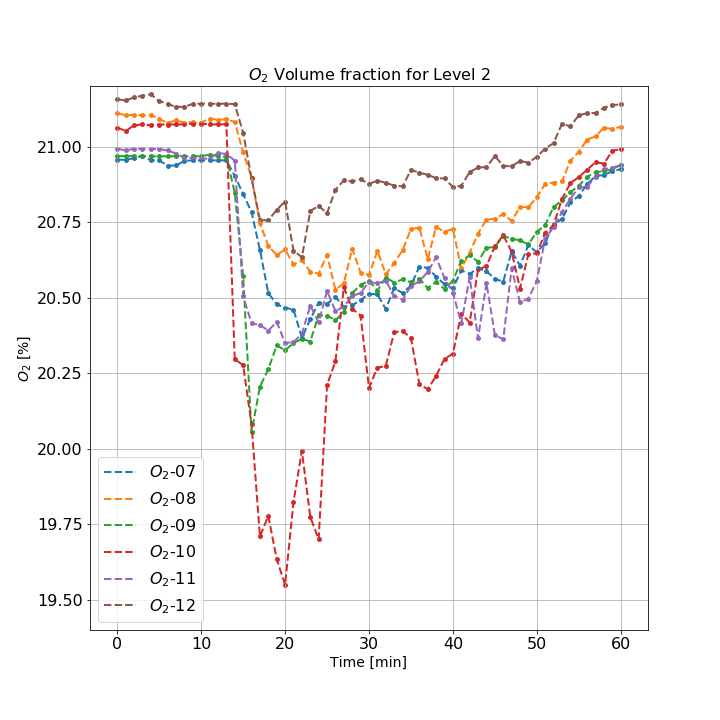 O₂ Volume fraction for Level 2
O₂ [%]
21.00
20.75
20.50
20.25
20.00
19.75
19.50
O₂-07
O₂-08
O₂-09
O₂-10
O₂-11
O₂-12
0 10 20 30 40 50 60
Time [min]